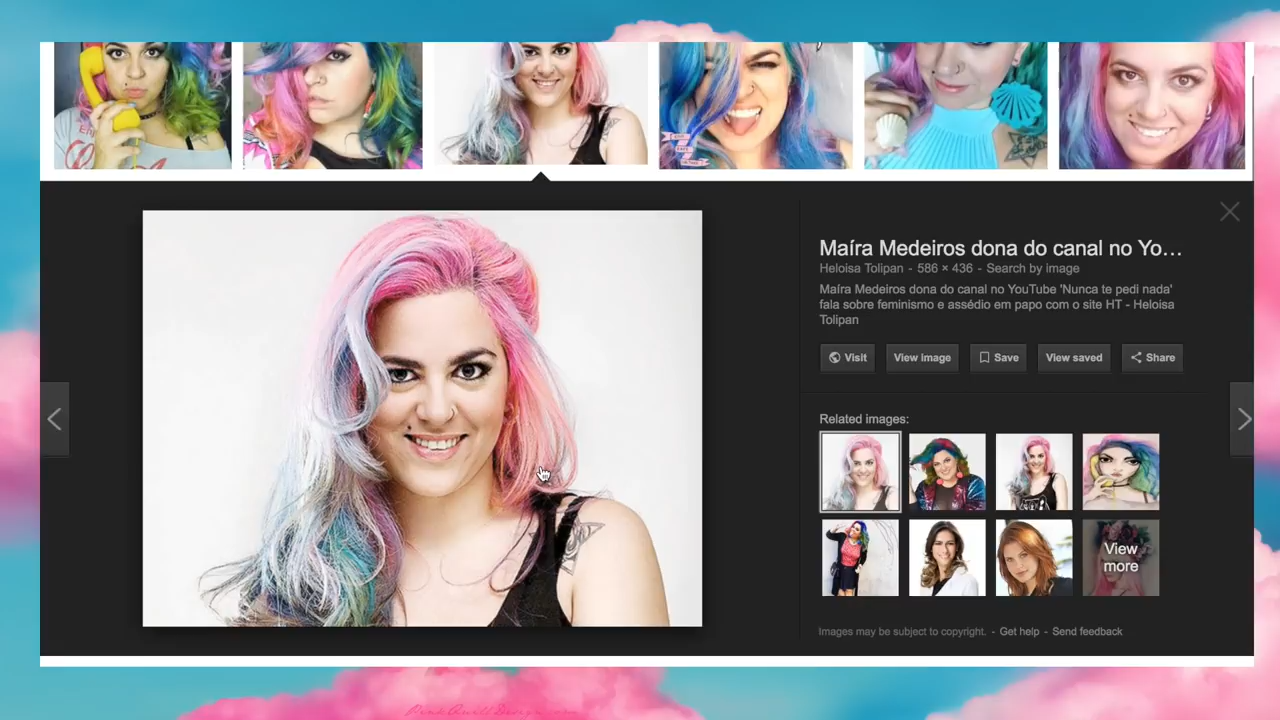 Maíra Medeiros dona do canal no Yo...
Heloisa Tolipan - 586 × 436 - Search by image
Maíra Medeiros dona do canal no YouTube 'Nunca te pedi nada'
fala sobre feminismo e assédio em papo com o site HT - Heloisa
Tolipan
Visit View image Save View saved Share
Related images:
View
more
Images may be subject to copyright. - Get help - Send feedback